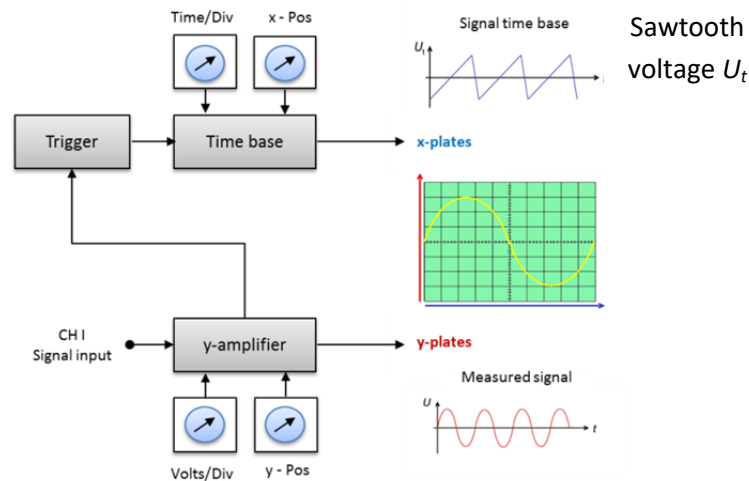 Time/Div
x - Pos
Signal time base
Sawtooth
voltage Ut
Ut
Trigger
Time base
x-plates
CH I
Signal input
y-amplifier
y-plates
Measured signal
U
t
Volts/Div
y - Pos